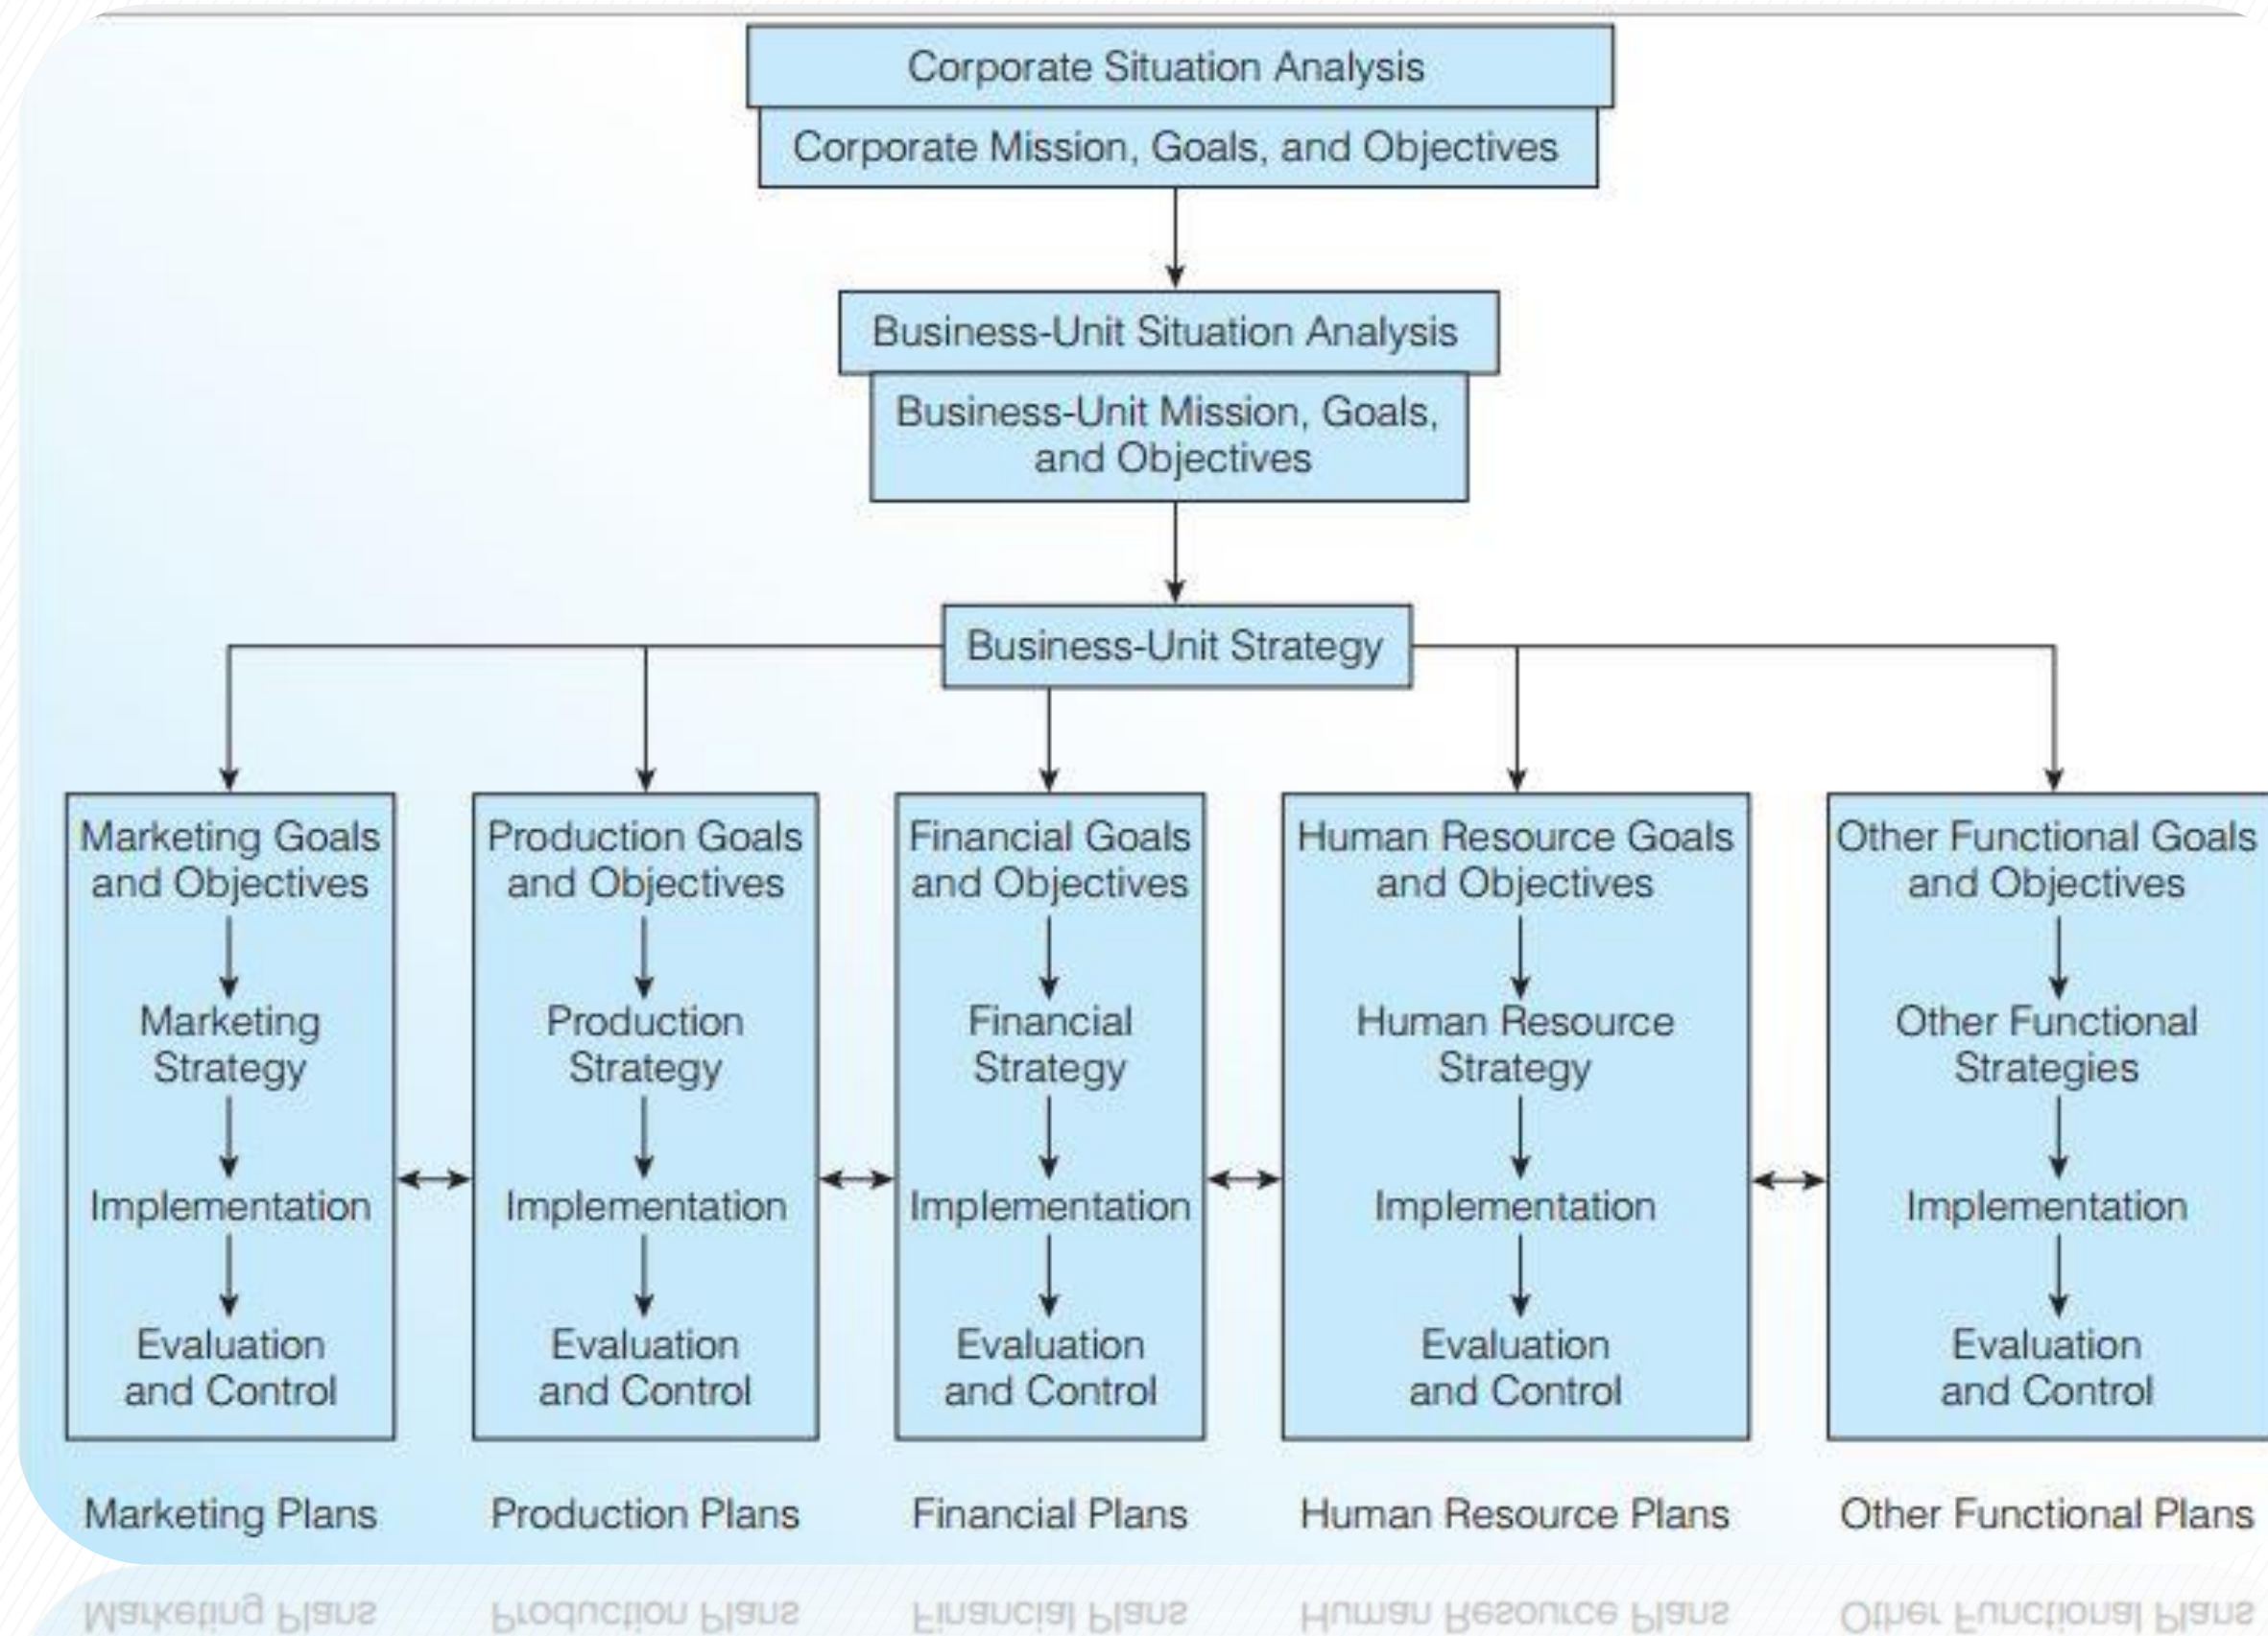 Corporate Situation Analysis
Corporate Mission, Goals, and Objectives
Business-Unit Situation Analysis
Business-Unit Mission, Goals,
and Objectives
Business-Unit Strategy
Marketing Goals
and Objectives
Marketing
Strategy
Implementation
Evaluation
and Control
Marketing Plans
Production Goals
and Objectives
Production
Strategy
Implementation
Evaluation
and Control
Production Plans
Financial Goals
and Objectives
Financial
Strategy
Implementation
Evaluation
and Control
Financial Plans
Human Resource Goals
and Objectives
Human Resource
Strategy
Implementation
Evaluation
and Control
Human Resource Plans
Other Functional Goals
and Objectives
Other Functional
Strategies
Implementation
Evaluation
and Control
Other Functional Plans